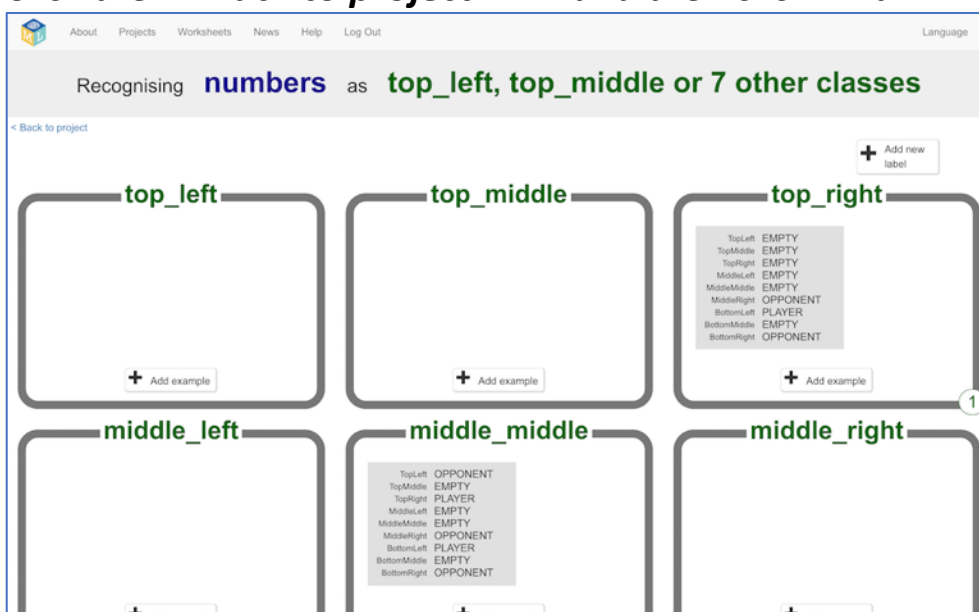 About Projects Worksheets News Help Log Out Language
Recognising numbers as top_left, top_middle or 7 other classes
< Back to project
Add new
label
top_left top_middle top_right
TopLeft EMPTY
TopMiddle EMPTY
TopRight EMPTY
MiddleLeft EMPTY
MiddleMiddle EMPTY
MiddleRight OPPONENT
BottomLeft PLAYER
BottomMiddle EMPTY
BottomRight OPPONENT
Add example Add example Add example
1
middle_left middle_middle middle_right
TopLeft OPPONENT
TopMiddle EMPTY
TopRight PLAYER
MiddleLeft EMPTY
MiddleMiddle EMPTY
MiddleRight OPPONENT
BottomLeft PLAYER
BottomMiddle EMPTY
BottomRight OPPONENT